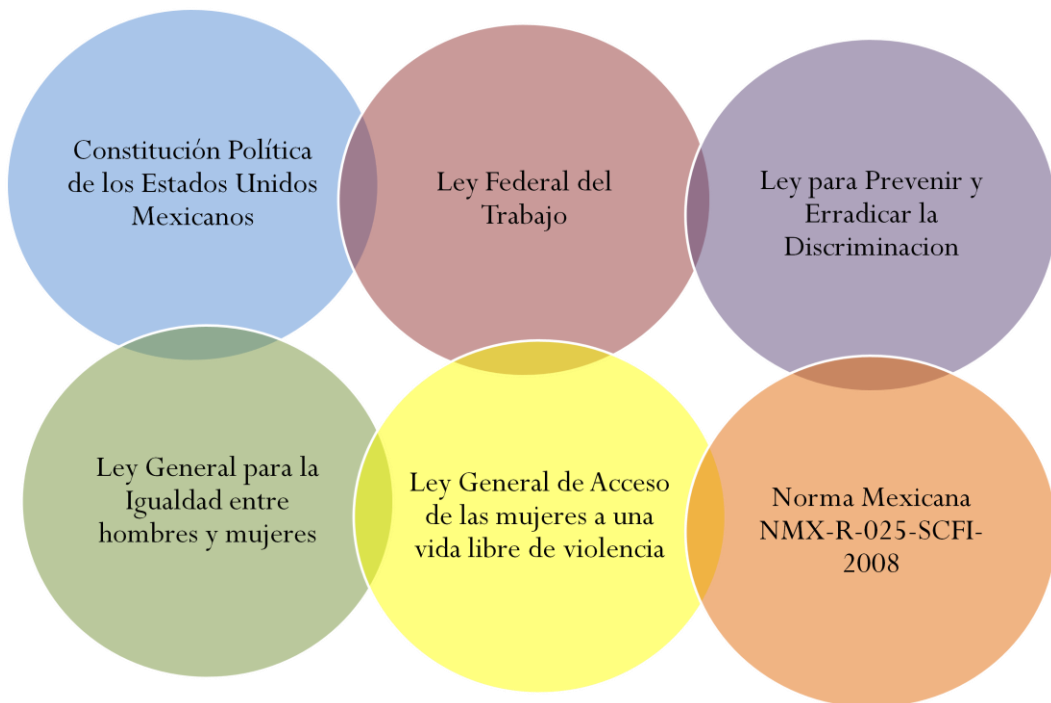 Constitución Política
de los Estados Unidos
Mexicanos
Ley Federal del
Trabajo
Ley para Prevenir y
Erradicar la
Discriminacion
Ley General para la
Igualdad entre
hombres y mujeres
Ley General de Acceso
de las mujeres a una
vida libre de violencia
Norma Mexicana
NMX-R-025-SCFI-
2008